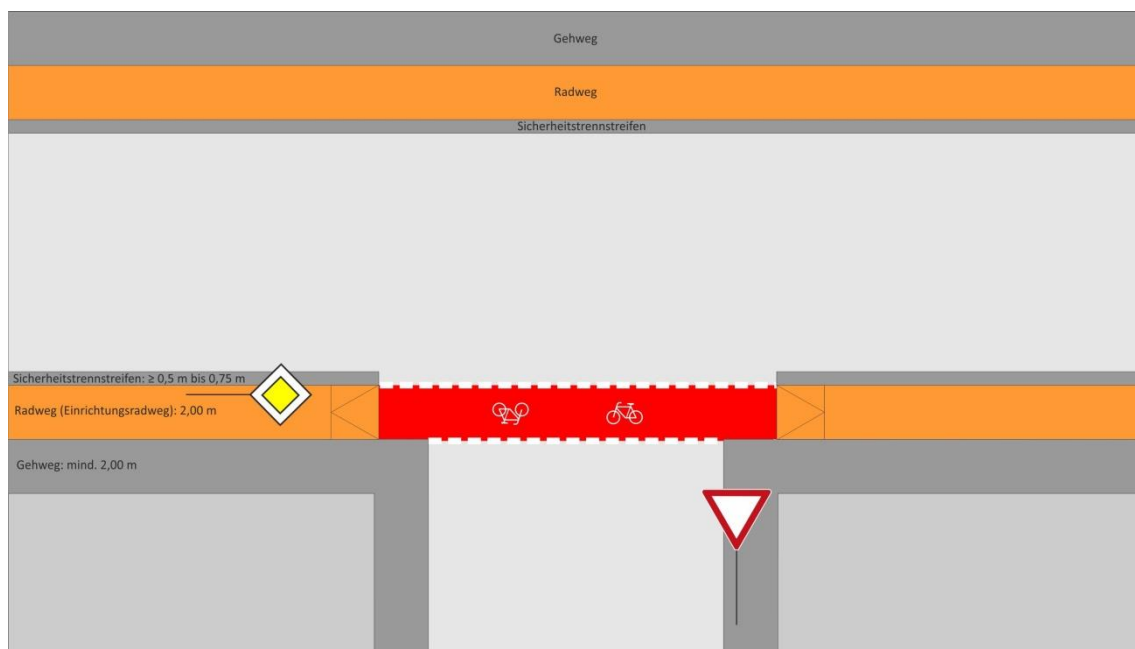 Gehweg
Radweg
Sicherheitstrennstreifen
Sicherheitstrennstreifen: ≥ 0,5 m bis 0,75 m
Radweg (Einrichtungsradweg): 2,00 m
Gehweg: mind. 2,00 m